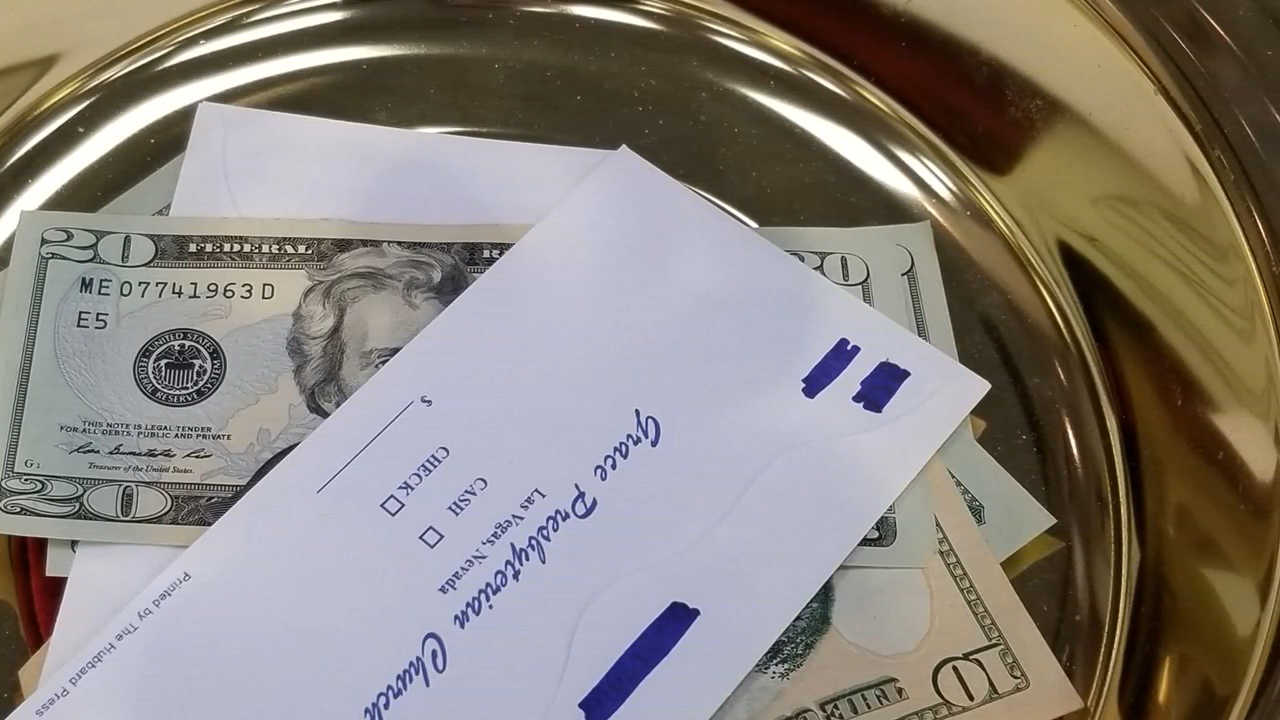 20 FEDERAL R
ME07741963D
E5
UNITED STATES
FEDERAL RESERVE SYSTEM
THIS NOTE IS LEGAL TENDER
FOR ALL DEBTS, PUBLIC AND PRIVATE
Treasurer of the United States.
G1
20
20
$
CHECK
CASH
Grace Presbyterian Church
Las Vegas, Nevada
Printed by The Hubbard Press
10